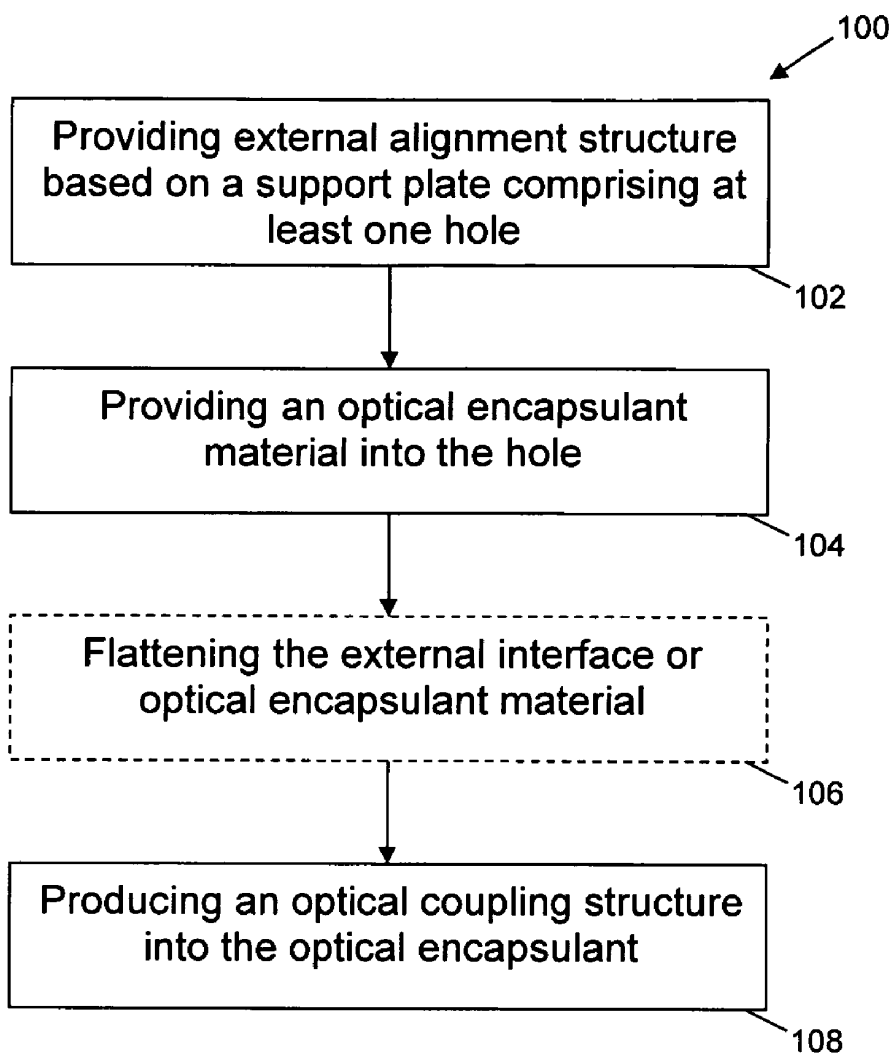 100
Providing external alignment structure
based on a support plate comprising at
least one hole
102
Providing an optical encapsulant
material into the hole
104
Flattening the external interface or
optical encapsulant material
106
Producing an optical coupling structure
into the optical encapsulant
108